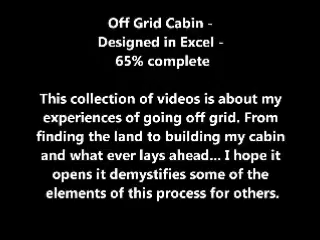 Off Grid Cabin -
Designed in Excel -
65% complete
This collection of videos is about my
experiences of going off grid. From
finding the land to building my cabin
and what ever lays ahead... I hope it
opens it demystifies some of the
elements of this process for others.